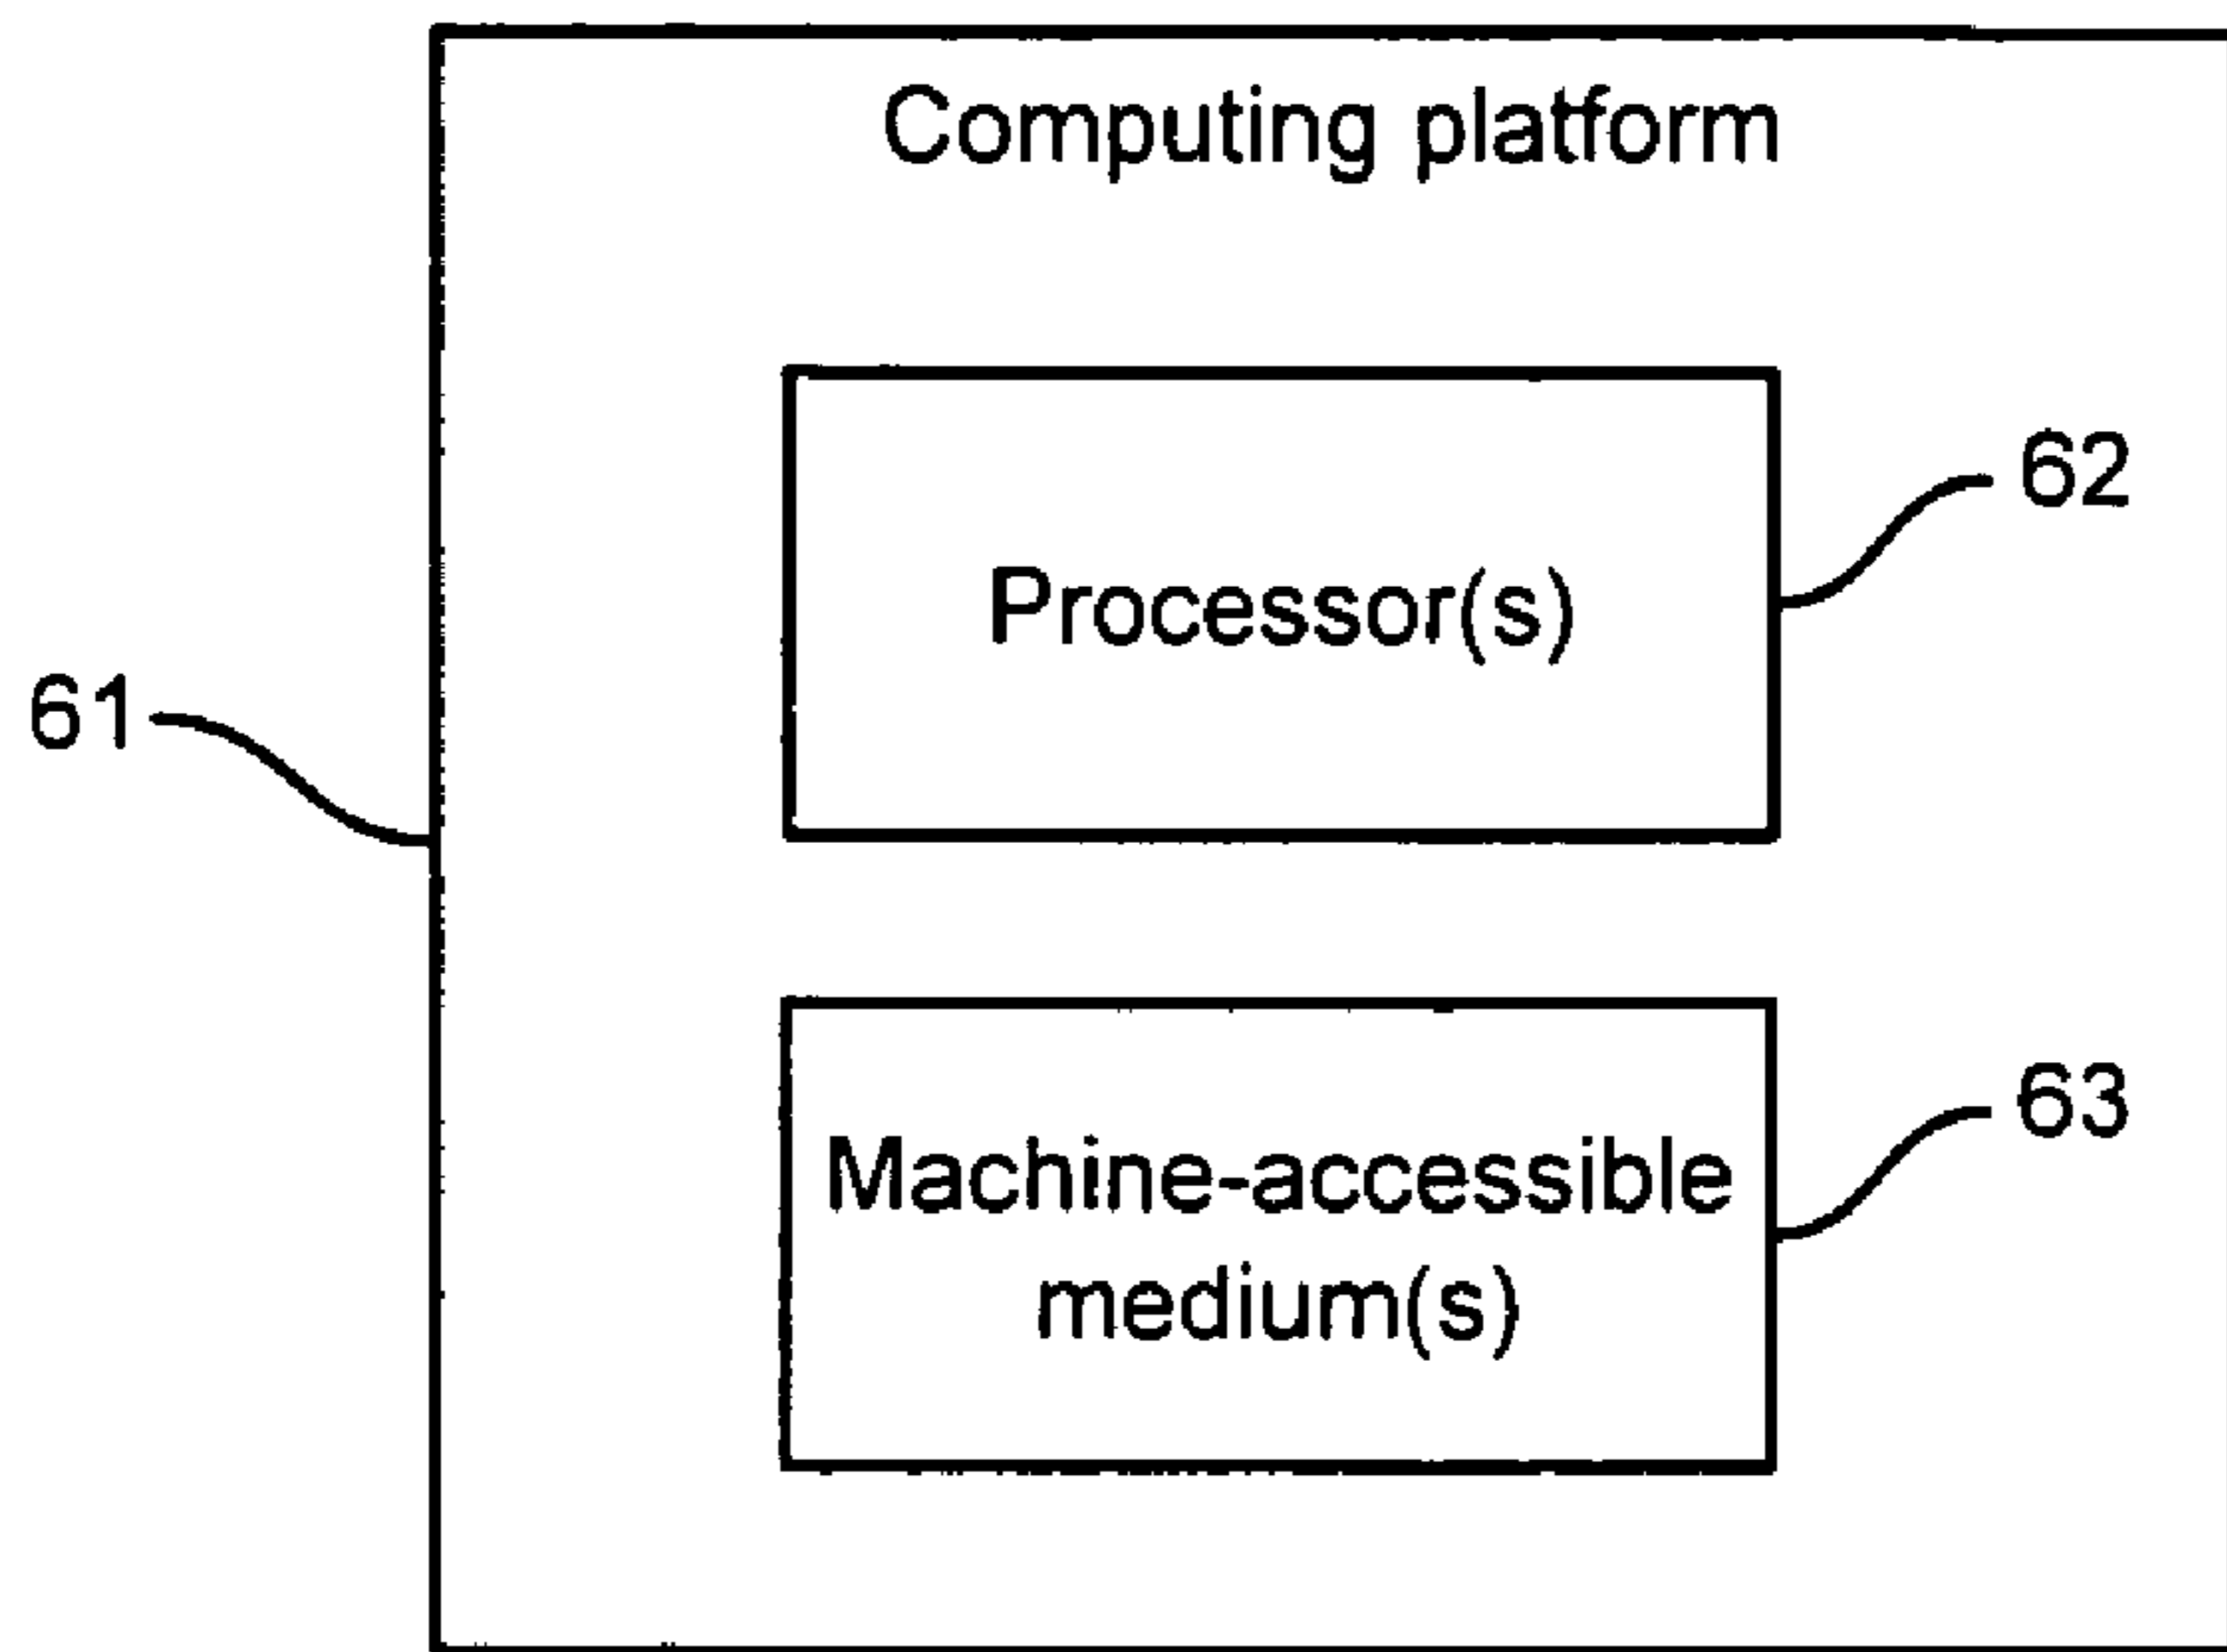 Computing platform
62
Processor(s)
61
63
Machine-accessible
medium(s)